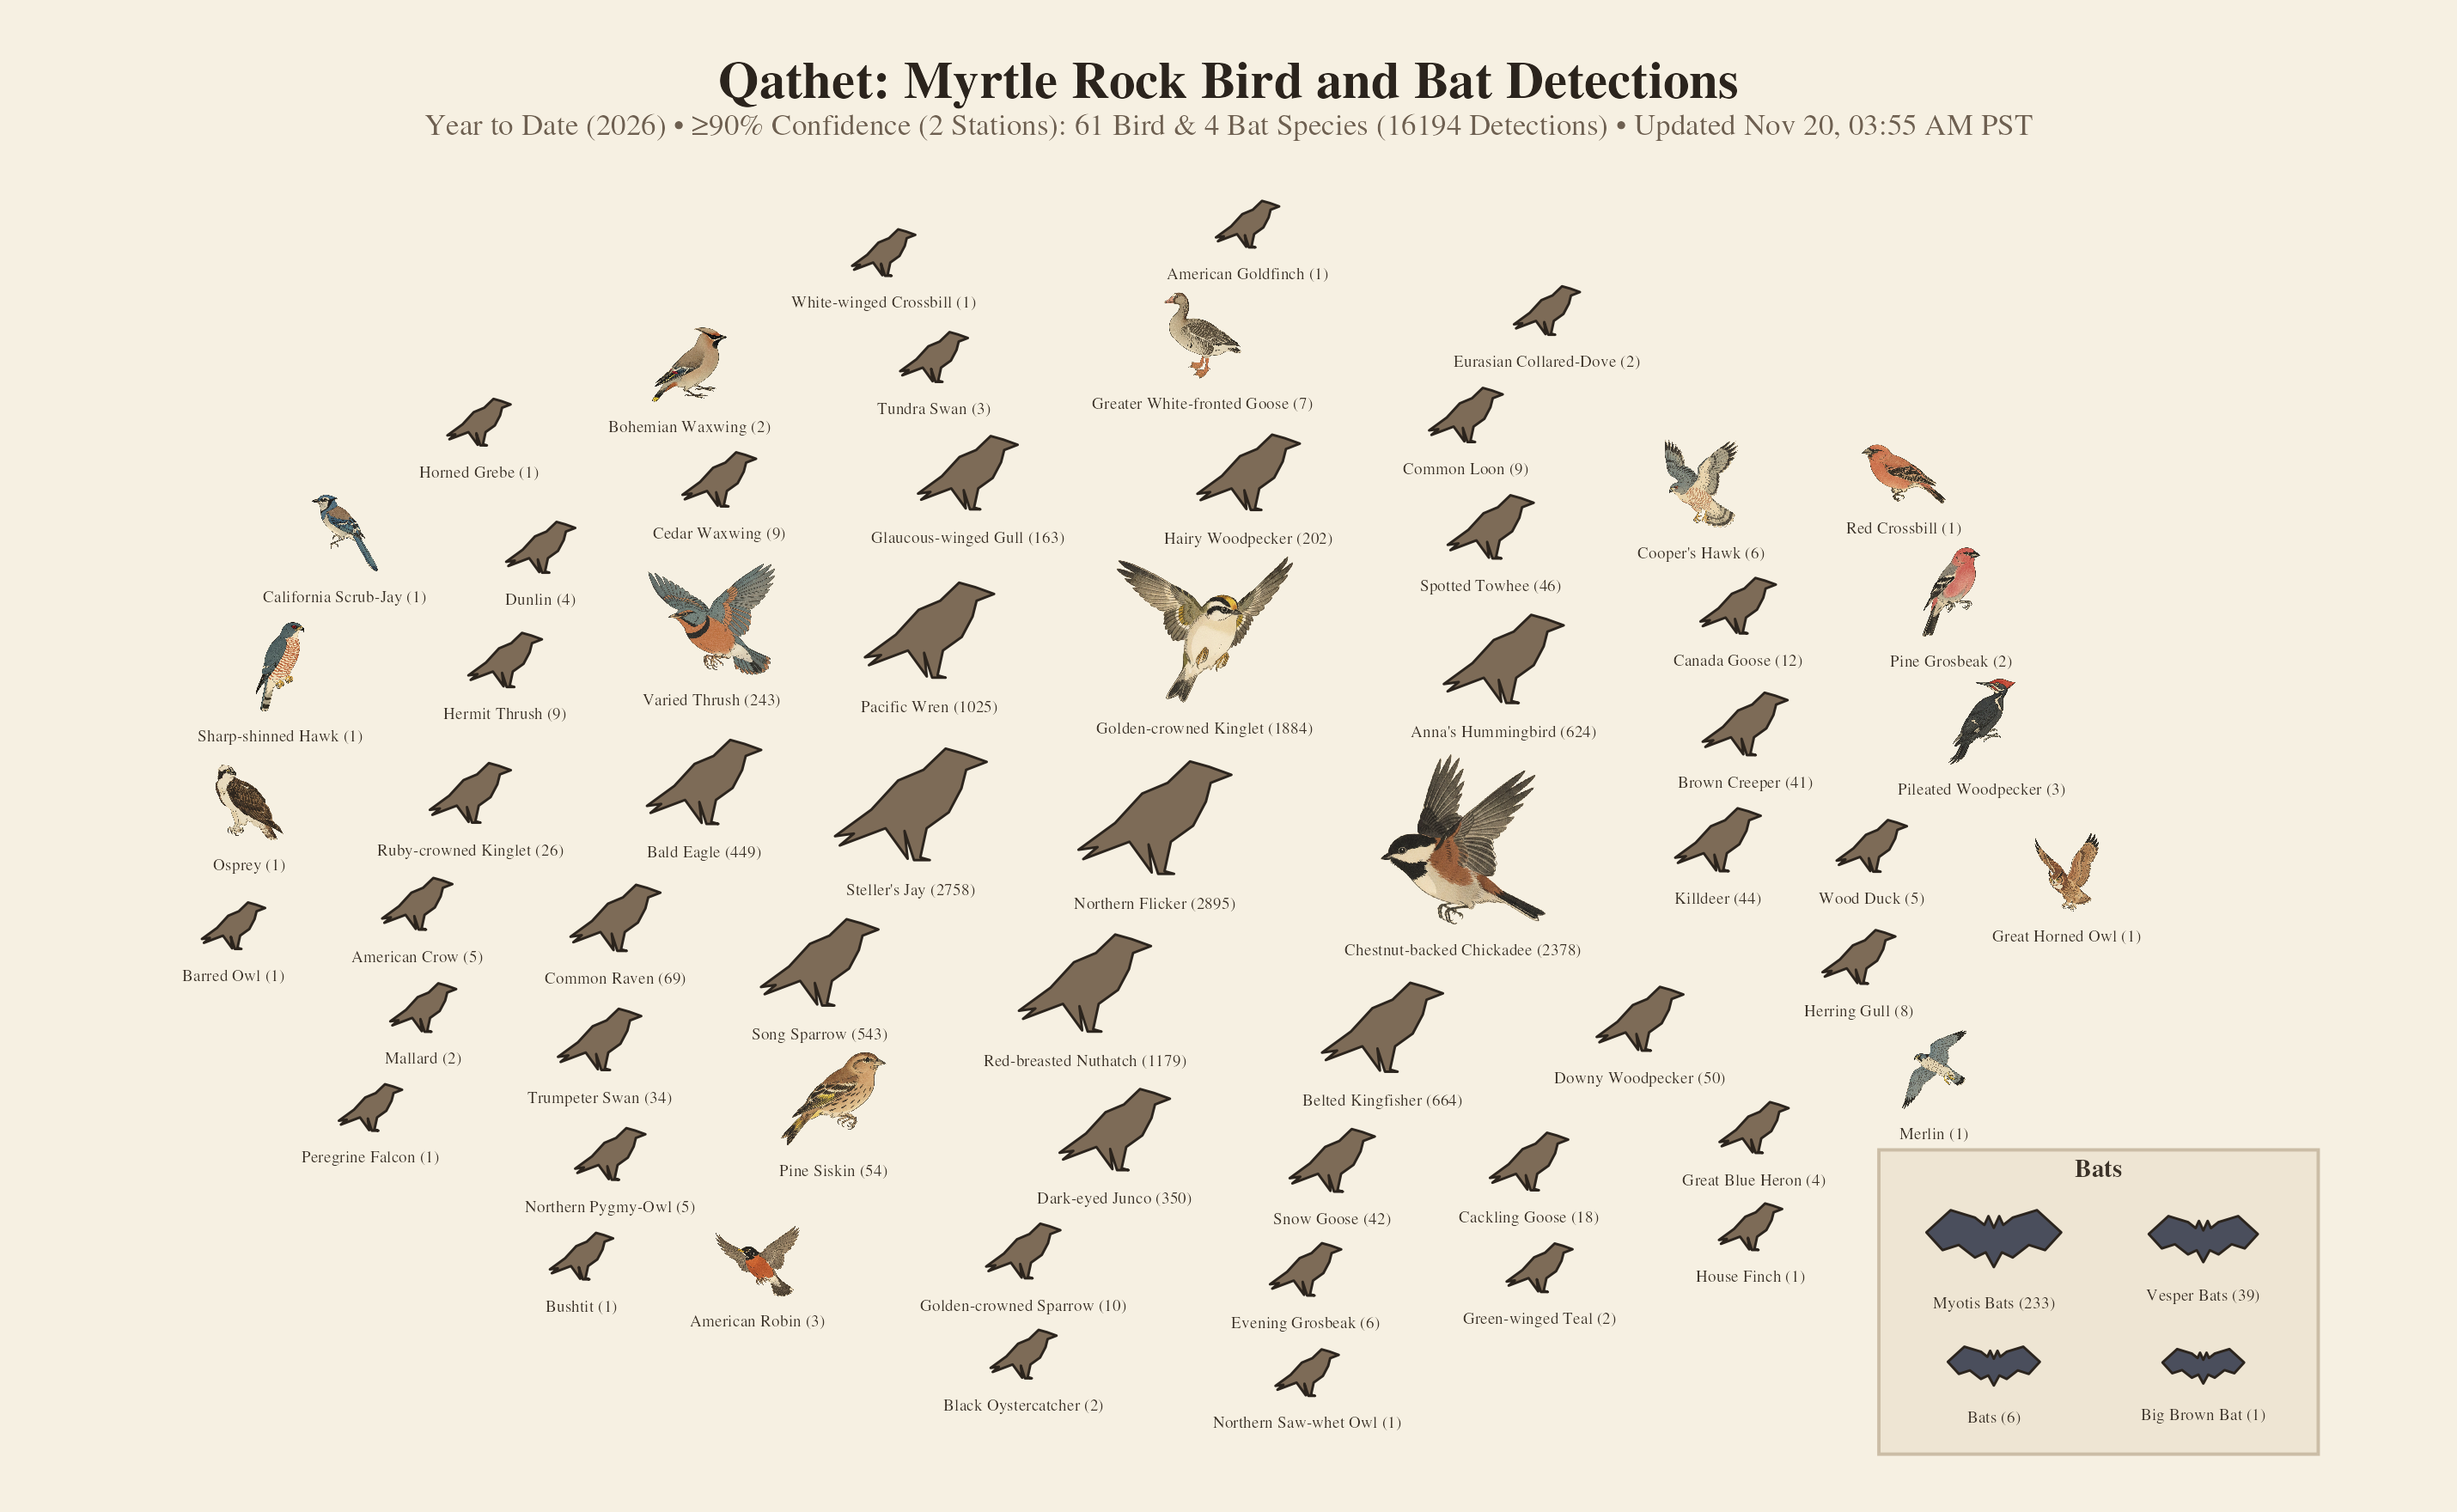 Qathet: Myrtle Rock Bird and Bat Detections
Year to Date (2026) • ≥90% Confidence (2 Stations): 61 Bird & 4 Bat Species (16194 Detections) • Updated Nov 20, 03:55 AM PST
American Goldfinch (1)
White-winged Crossbill (1)
Eurasian Collared-Dove (2)
Greater White-fronted Goose (7)
Tundra Swan (3)
Bohemian Waxwing (2)
Common Loon (9)
Horned Grebe (1)
Red Crossbill (1)
Cedar Waxwing (9)
Glaucous-winged Gull (163)
Hairy Woodpecker (202)
Cooper's Hawk (6)
Spotted Towhee (46)
California Scrub-Jay (1)
Dunlin (4)
Canada Goose (12)
Pine Grosbeak (2)
Varied Thrush (243)
Pacific Wren (1025)
Hermit Thrush (9)
Golden-crowned Kinglet (1884)
Anna's Hummingbird (624)
Sharp-shinned Hawk (1)
Brown Creeper (41)
Pileated Woodpecker (3)
Ruby-crowned Kinglet (26)
Bald Eagle (449)
Osprey (1)
Steller's Jay (2758)
Northern Flicker (2895)
Killdeer (44)
Wood Duck (5)
Great Horned Owl (1)
Chestnut-backed Chickadee (2378)
American Crow (5)
Barred Owl (1)
Common Raven (69)
Herring Gull (8)
Song Sparrow (543)
Mallard (2)
Red-breasted Nuthatch (1179)
Downy Woodpecker (50)
Trumpeter Swan (34)
Belted Kingfisher (664)
Merlin (1)
Peregrine Falcon (1)
Pine Siskin (54)
Great Blue Heron (4)
Dark-eyed Junco (350)
Northern Pygmy-Owl (5)
Snow Goose (42)
Cackling Goose (18)
House Finch (1)
Bushtit (1)
Golden-crowned Sparrow (10)
American Robin (3)
Evening Grosbeak (6)
Green-winged Teal (2)
Black Oystercatcher (2)
Northern Saw-whet Owl (1)
Bats
Myotis Bats (233)
Vesper Bats (39)
Bats (6)
Big Brown Bat (1)